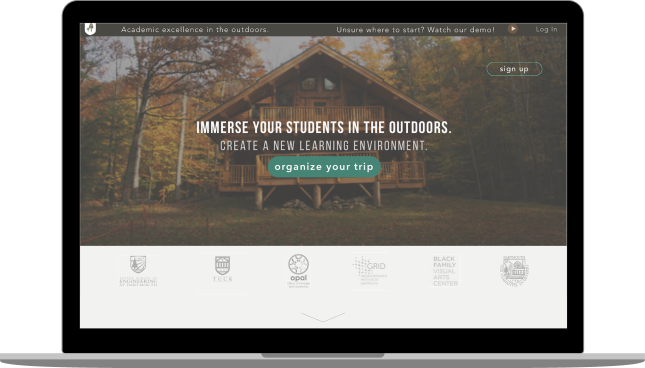 Academic excellence in the outdoors.
Unsure where to start? Watch our demo!
Log In
sign up
IMMERSE YOUR STUDENTS IN THE OUTDOORS.
CREATE A NEW LEARNING ENVIRONMENT.
organize your trip
ENGINEERING
TUCK
opal
GRID
BLACK
FAMILY
VISUAL
ARTS
CENTER